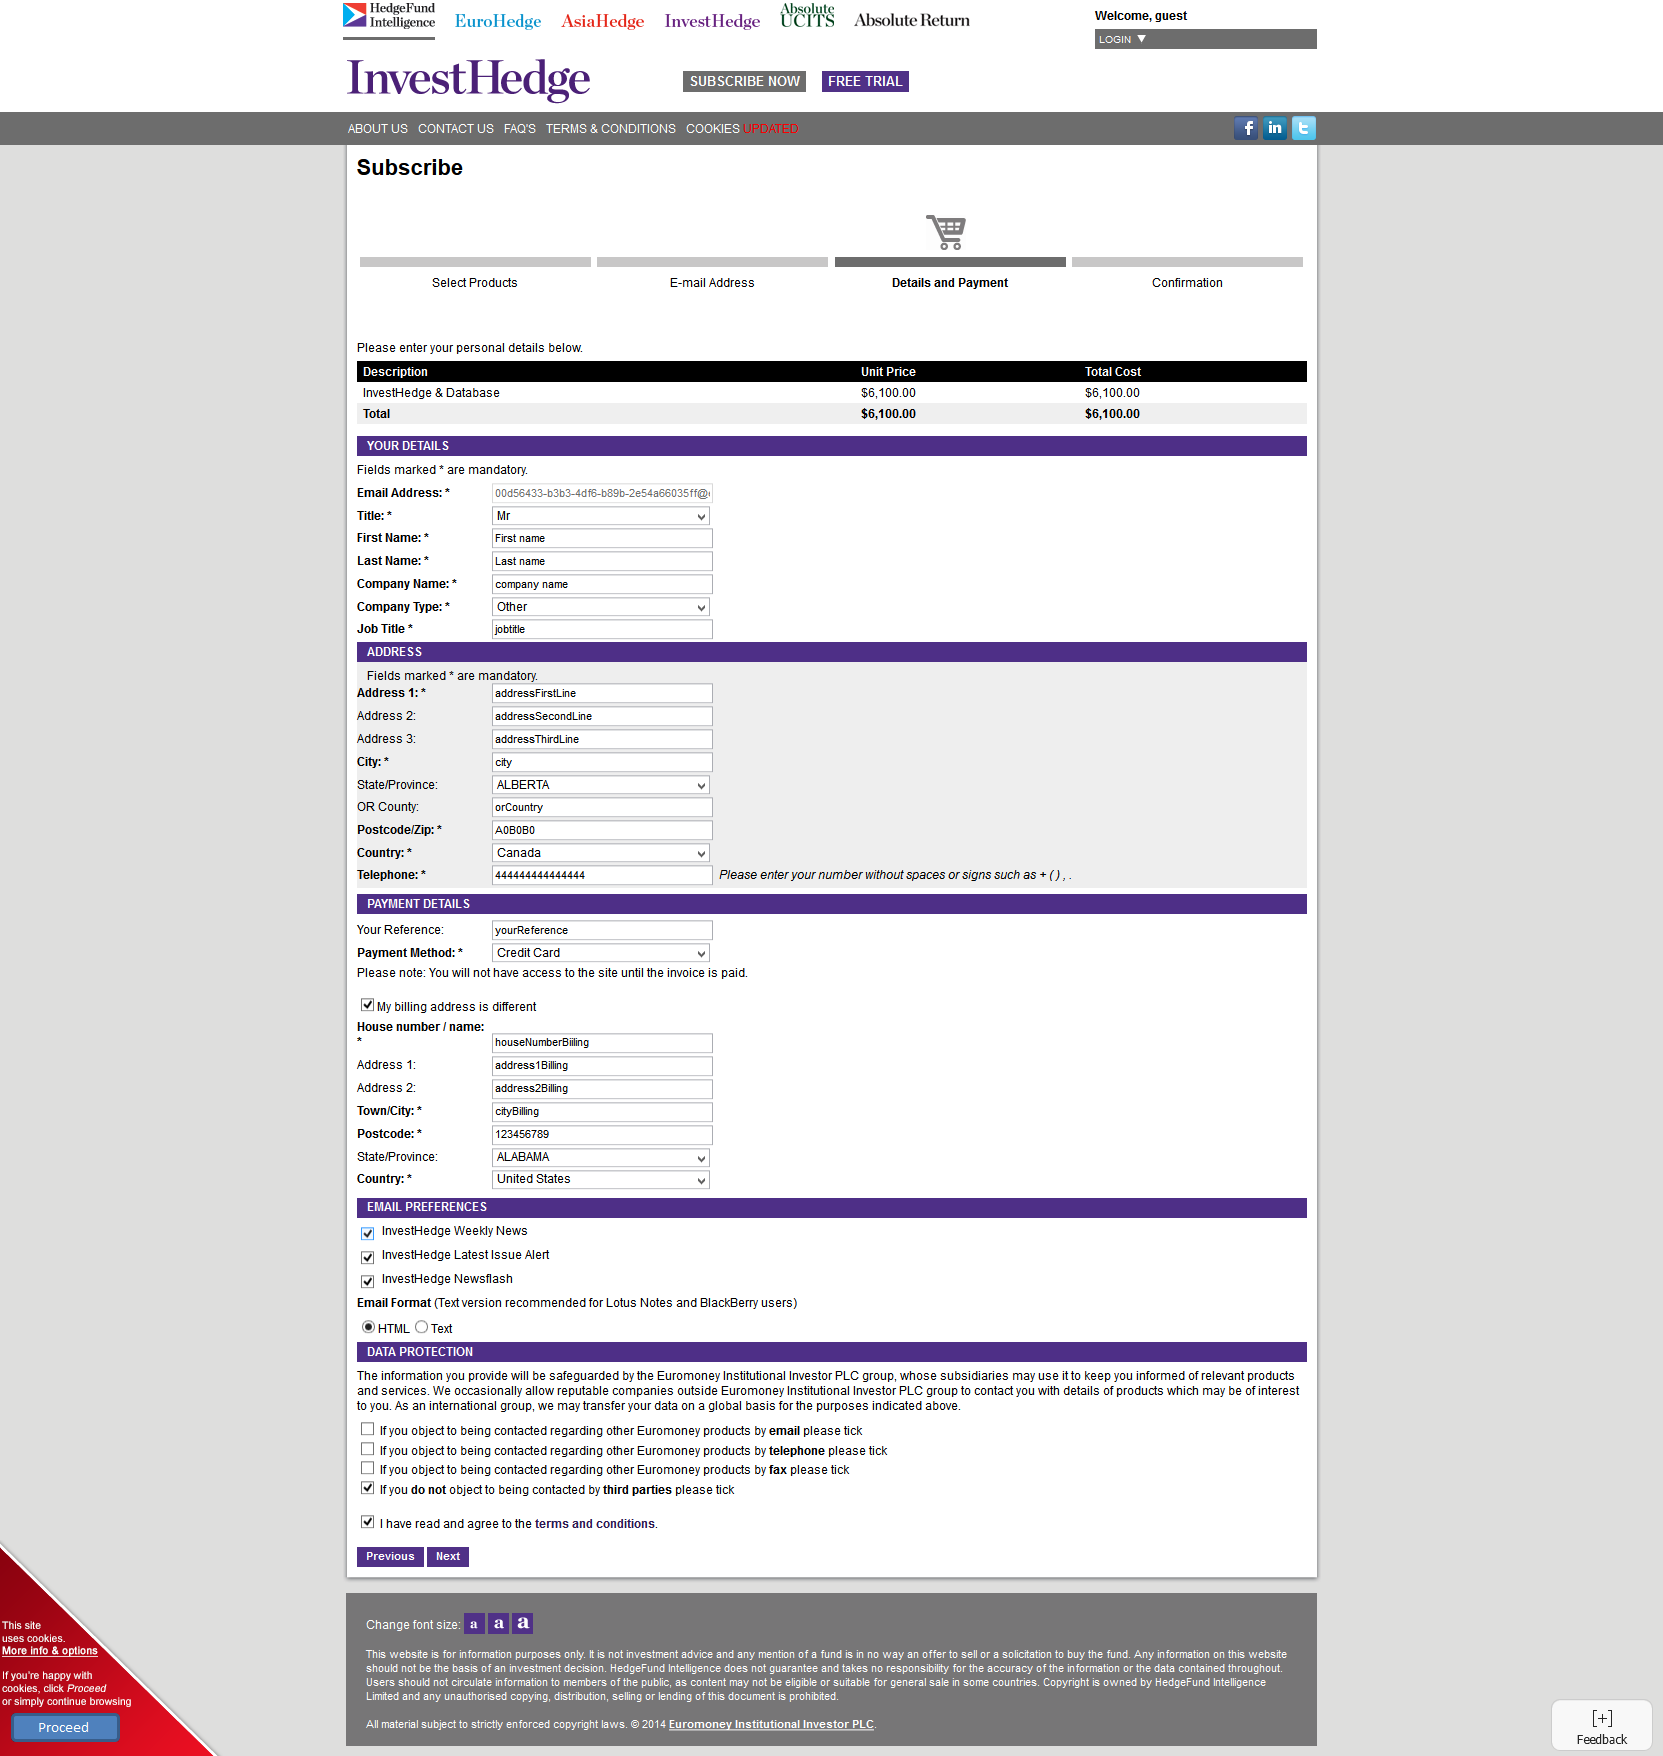 HedgeFund
Intelligence
EuroHedge
AsiaHedge
InvestHedge
Absolute
UCITS
Absolute Return
Welcome, guest
LOGIN ▼
InvestHedge
SUBSCRIBE NOW
FREE TRIAL
ABOUT US CONTACT US FAQ'S TERMS & CONDITIONS COOKIES UPDATED
Subscribe
Select Products
E-mail Address
Details and Payment
Confirmation
Please enter your personal details below.
Description Unit Price Total Cost
InvestHedge & Database $6,100.00 $6,100.00
Total $6,100.00 $6,100.00
YOUR DETAILS
Fields marked * are mandatory.
Email Address: * 00d56433-b3b3-4df6-b89b-2e54a66035ff@
Title: * Mr
First Name: * First name
Last Name: * Last name
Company Name: * company name
Company Type: * Other
Job Title * jobtitle
ADDRESS
Fields marked * are mandatory.
Address 1: * addressFirstLine
Address 2: addressSecondLine
Address 3: addressThirdLine
City: * city
State/Province: ALBERTA
OR County: orCountry
Postcode/Zip: * A0B0B0
Country: * Canada
Telephone: * 444444444444444 Please enter your number without spaces or signs such as + ( ) , .
PAYMENT DETAILS
Your Reference: yourReference
Payment Method: * Credit Card
Please note: You will not have access to the site until the invoice is paid.
My billing address is different
House number / name:
* houseNumberBiilling
Address 1: address1Billing
Address 2: address2Billing
Town/City: * cityBilling
Postcode: * 123456789
State/Province: ALABAMA
Country: * United States
EMAIL PREFERENCES
InvestHedge Weekly News
InvestHedge Latest Issue Alert
InvestHedge Newsflash
Email Format (Text version recommended for Lotus Notes and BlackBerry users)
HTML Text
DATA PROTECTION
The information you provide will be safeguarded by the Euromoney Institutional Investor PLC group, whose subsidiaries may use it to keep you informed of relevant products
and services. We occasionally allow reputable companies outside Euromoney Institutional Investor PLC group to contact you with details of products which may be of interest
to you. As an international group, we may transfer your data on a global basis for the purposes indicated above.
If you object to being contacted regarding other Euromoney products by email please tick
If you object to being contacted regarding other Euromoney products by telephone please tick
If you object to being contacted regarding other Euromoney products by fax please tick
If you do not object to being contacted by third parties please tick
I have read and agree to the terms and conditions.
Previous Next
Change font size: a a a
This website is for information purposes only. It is not investment advice and any mention of a fund is in no way an offer to sell or a solicitation to buy the fund. Any information on this website
should not be the basis of an investment decision. HedgeFund Intelligence does not guarantee and takes no responsibility for the accuracy of the information or the data contained throughout.
Users should not circulate information to members of the public, as content may not be eligible or suitable for general sale in some countries. Copyright is owned by HedgeFund Intelligence
Limited and any unauthorised copying, distribution, selling or lending of this document is prohibited.
All material subject to strictly enforced copyright laws. © 2014 Euromoney Institutional Investor PLC.
This site
uses cookies.
More info & options
If you're happy with
cookies, click Proceed
or simply continue browsing
Proceed
[+]
Feedback